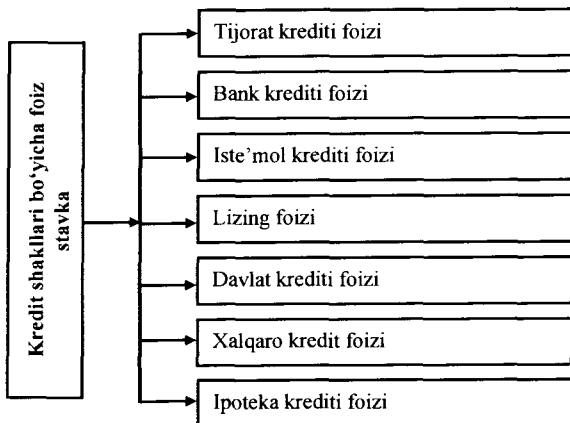 Kredit shakllari bo‘yicha foiz
stavka
Tijorat krediti foizi
Bank krediti foizi
Iste’mol krediti foizi
Lizing foizi
Davlat krediti foizi
Xalqaro kredit foizi
Ipoteka krediti foizi